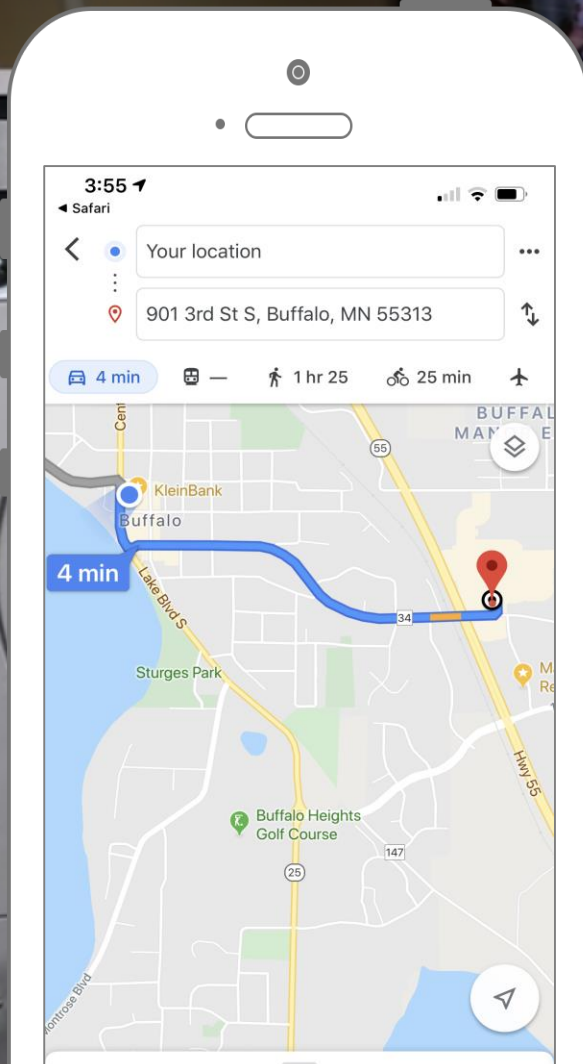 3:55
◀ Safari
Your location
901 3rd St S, Buffalo, MN 55313
4 min
—
1 hr 25
25 min
BUFFAL
55
KleinBank
Buffalo
4 min
Lake Blvd S
34
Sturges Park
Hwy 55
Buffalo Heights
Golf Course
147
25
Montrose Blvd